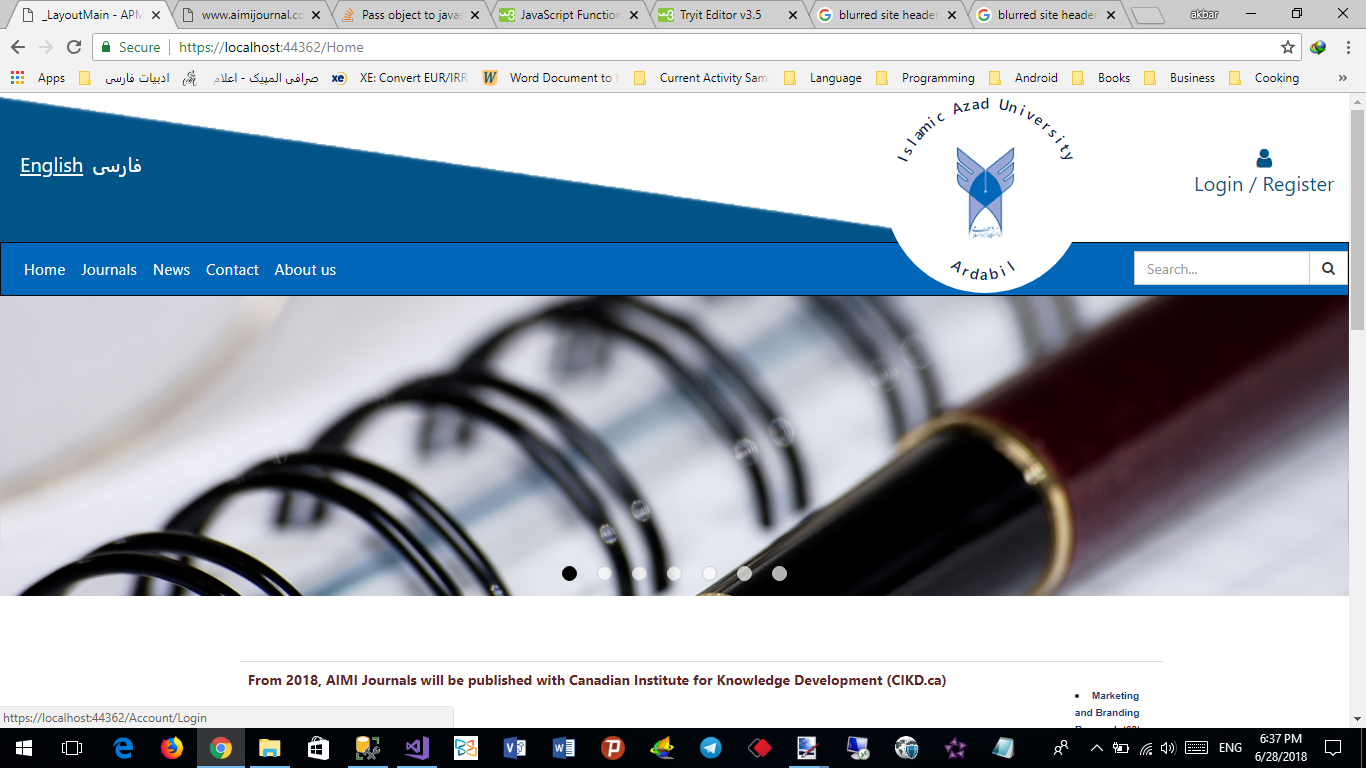 _LayoutMain - APM
www.aimijournal.co
Pass object to javas
JavaScript Function
Tryit Editor v3.5
blurred site header
blurred site header
akbar
Secure
https://localhost:44362/Home
Apps
ادبیات فارسی
صرافی المپیک - اعلام
XE: Convert EUR/IRR
Word Document to H
Current Activity Sam
Language
Programming
Android
Books
Business
Cooking
»
Islamic Azad University
Ardabil
English فارسی
Login / Register
Home Journals News Contact About us
Search...
From 2018, AIMI Journals will be published with Canadian Institute for Knowledge Development (CIKD.ca)
Marketing
and Branding
https://localhost:44362/Account/Login
ENG
6:37 PM
6/28/2018